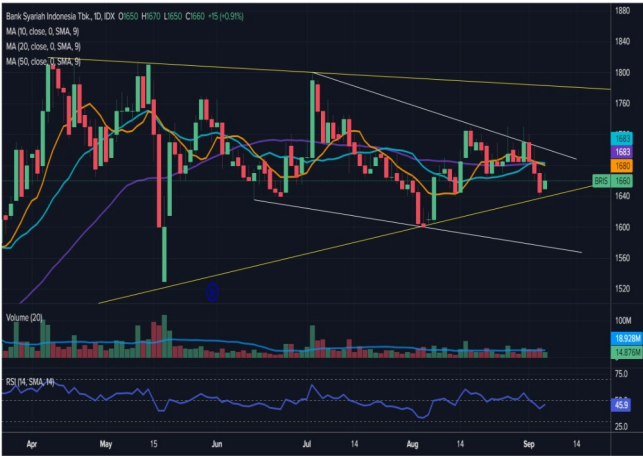 Bank Syariah Indonesia Tbk., 1D, IDX O1650 H1670 L1650 C1660 +15 (+0.91%)
MA (10, close, 0, SMA, 9)
MA (20, close, 0, SMA, 9)
MA (50, close, 0, SMA, 9)
1880
1840
1800
1760
1720
1683
1683
1680
BRIS 1660
1640
1600
1560
1520
Volume (20)
100M
18.928M
14.876M
RSI (14, SMA, 14)
75.0
45.9
25.0
Apr May 15 Jun Jul 14 Aug 14 Sep 14